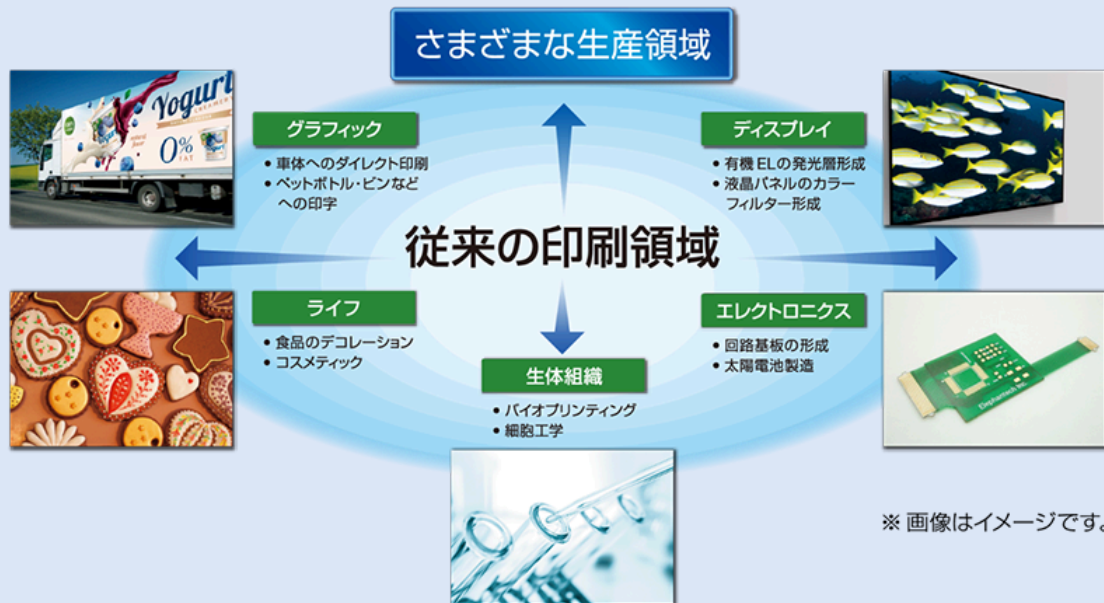 さまざまな生産領域
Yogurt
CREAMERY
natural
flavor
0%
FAT
グラフィック
• 車体へのダイレクト印刷
• ペットボトル・ビンなど
への印字
ディスプレイ
• 有機ELの発光層形成
• 液晶パネルのカラー
フィルター形成
従来の印刷領域
ライフ
• 食品のデコレーション
• コスメティック
エレクトロニクス
• 回路基板の形成
• 太陽電池製造
Elephantech Inc.
生体組織
• バイオプリンティング
• 細胞工学
※ 画像はイメージです。